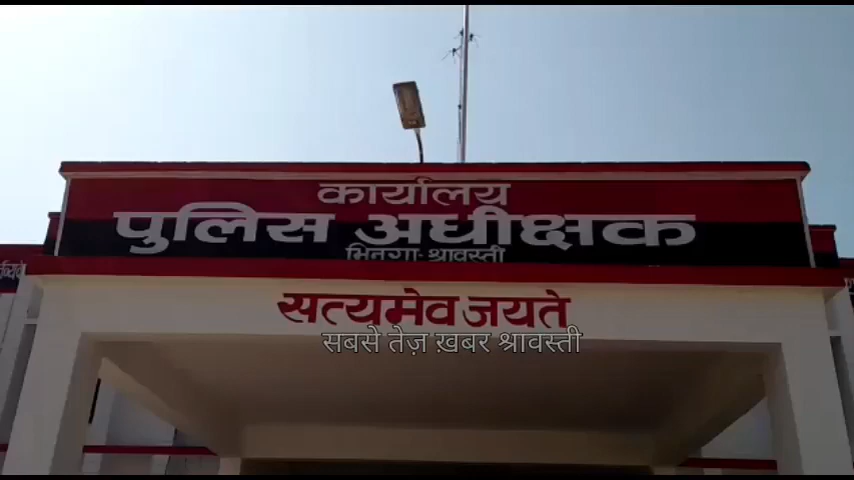 कार्यालय
पुलिस अधीक्षक
भिनगा-श्रावस्ती
सत्यमेव जयते
सबसे तेज़ ख़बर श्रावस्ती